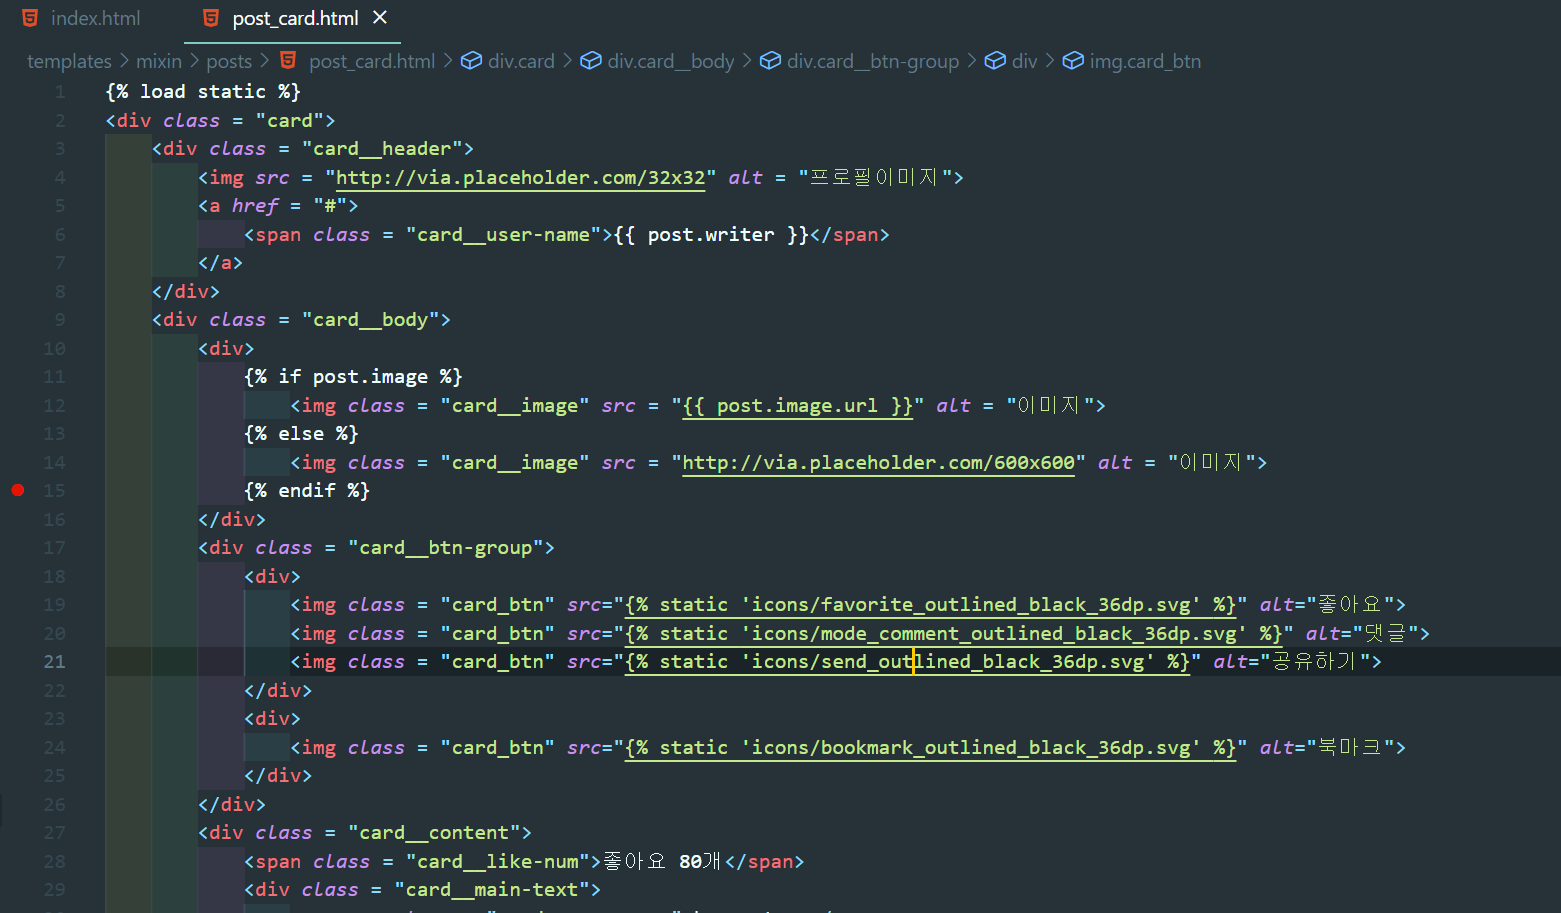 index.html
post_card.html
templates > mixin > posts > post_card.html > div.card > div.card__body > div.card__btn-group > div > img.card_btn
1 {% load static %}
2 <div class = "card">
3 <div class = "card__header">
4 <img src = "http://via.placeholder.com/32x32" alt = "프로필이미지">
5 <a href = "#">
6 <span class = "card__user-name">{{ post.writer }}</span>
7 </a>
8 </div>
9 <div class = "card__body">
10 <div>
11 {% if post.image %}
12 <img class = "card__image" src = "{{ post.image.url }}" alt = "이미지">
13 {% else %}
14 <img class = "card__image" src = "http://via.placeholder.com/600x600" alt = "이미지">
15 {% endif %}
16 </div>
17 <div class = "card__btn-group">
18 <div>
19 <img class = "card_btn" src="{% static 'icons/favorite_outlined_black_36dp.svg' %}" alt="좋아요">
20 <img class = "card_btn" src="{% static 'icons/mode_comment_outlined_black_36dp.svg' %}" alt="댓글">
21 <img class = "card_btn" src="{% static 'icons/send_outlined_black_36dp.svg' %}" alt="공유하기">
22 </div>
23 <div>
24 <img class = "card_btn" src="{% static 'icons/bookmark_outlined_black_36dp.svg' %}" alt="북마크">
25 </div>
26 </div>
27 <div class = "card__content">
28 <span class = "card__like-num">좋아요 80개</span>
29 <div class = "card__main-text">